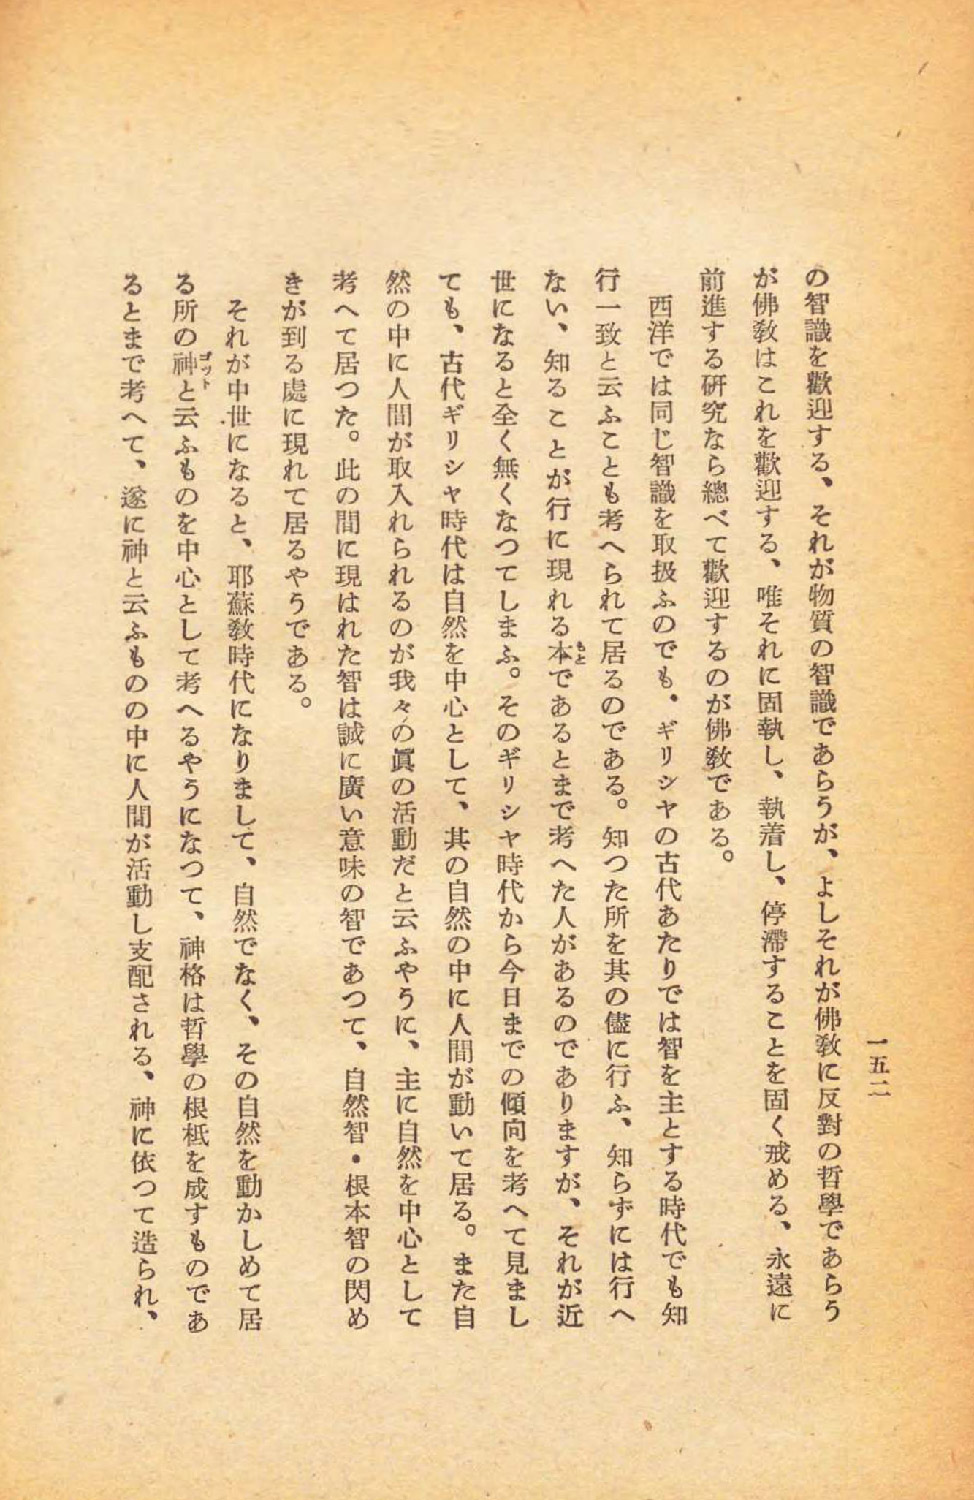 一五二
の智識を歡迎する、それが物質の智識であらうが、よしそれが佛敎に反對の哲學であらう
が佛敎はこれを歡迎する、唯それに固執し、執着し、停滯することを固く戒める、永遠に
前進する研究なら總べて歡迎するのが佛敎である。
西洋では同じ智識を取扱ふのでも、ギリシヤの古代あたりでは智を主とする時代でも知
行一致と云ふことも考へられて居るのである。知つた所を其の儘に行ふ、知らずには行へ
ない、知ることが行に現れる本であるとまで考へた人があるのでありますが、それが近
世になると全く無くなつてしまふ。そのギリシヤ時代から今日までの傾向を考へて見まし
ても、古代ギリシヤ時代は自然を中心として、其の自然の中に人間が動いて居る。また自
然の中に人間が取入れられるのが我々の眞の活動だと云ふやうに、主に自然を中心として
考へて居つた。此の間に現はれた智は誠に廣い意味の智であつて、自然智・根本智の閃め
きが到る處に現れて居るやうである。
それが中世になると、耶蘇敎時代になりまして、自然でなく、その自然を動かしめて居
る所の神と云ふものを中心として考へるやうになつて、神格は哲學の根柢を成すものであ
るとまで考へて、遂に神と云ふものの中に人間が活動し支配される、神に依つて造られ、